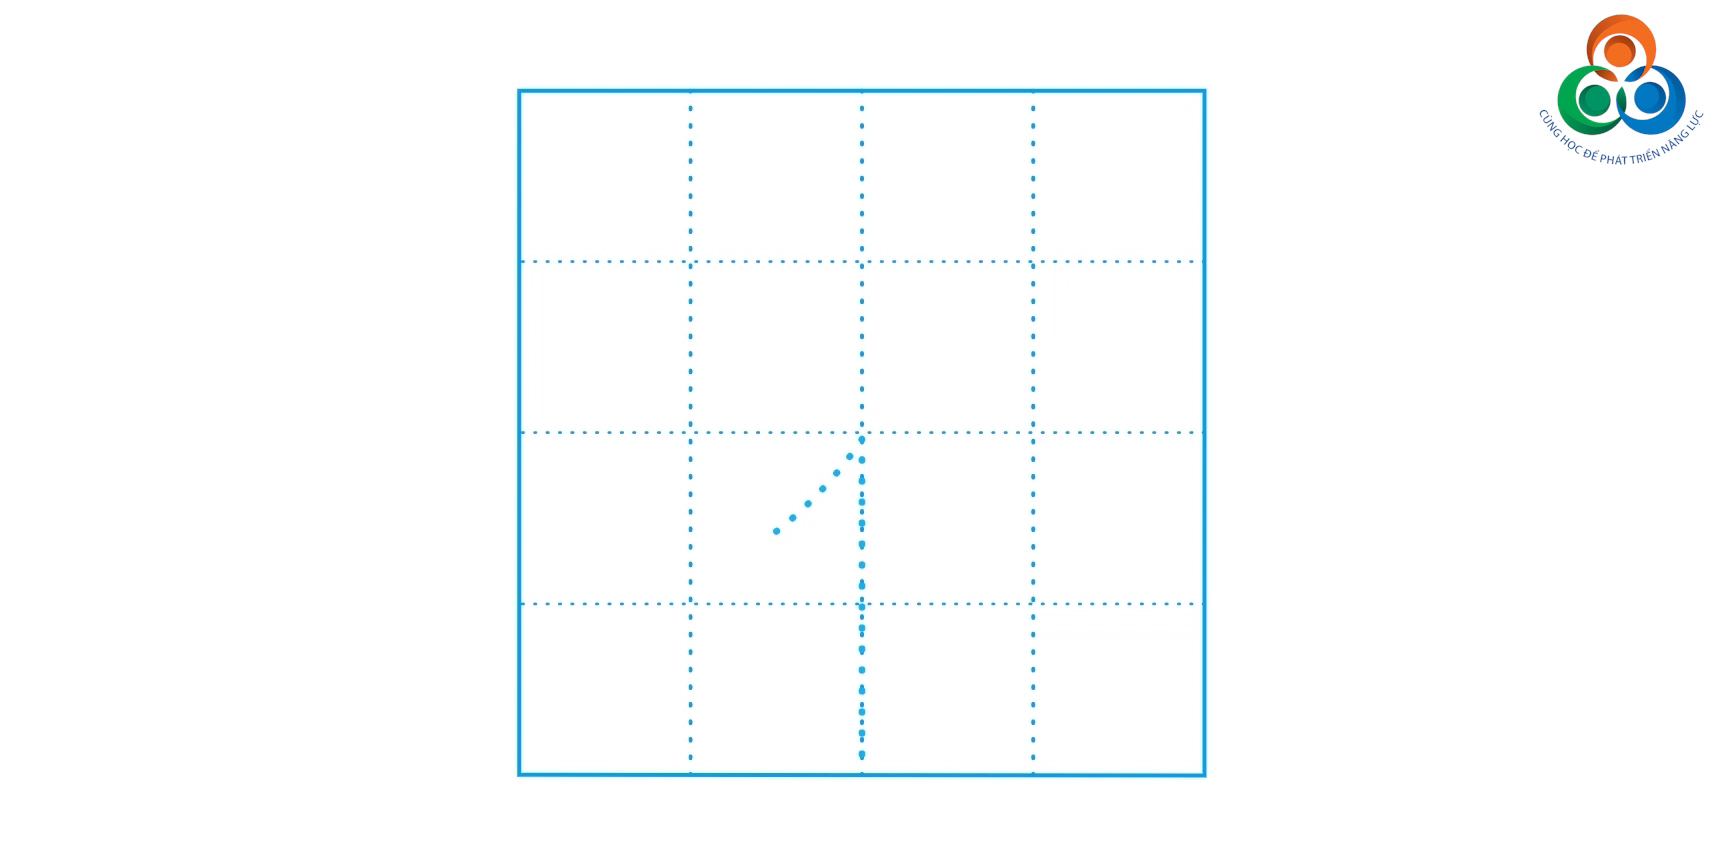 CÙNG HỌC ĐỂ PHÁT TRIỂN NĂNG LỰC
1